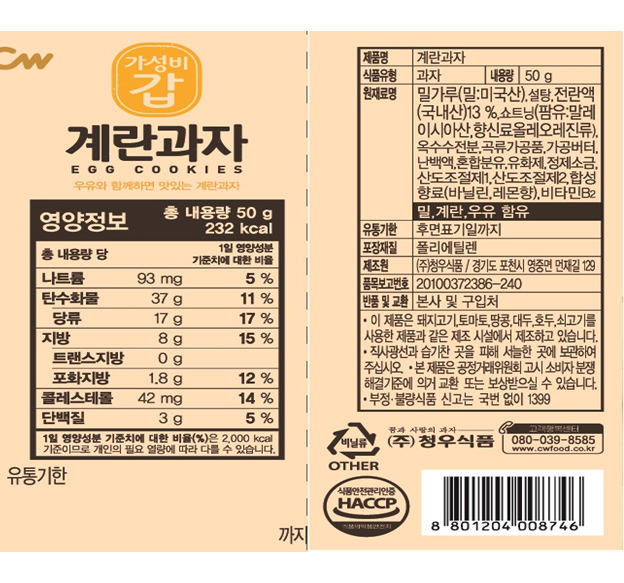 CW
가성비
갑
계란과자
EGG COOKIES
우유와 함께하면 맛있는 계란과자
영양정보 총 내용량 50 g
232 kcal
총 내용량 당 1일 영양성분
기준치에 대한 비율
나트륨 93 mg 5 %
탄수화물 37 g 11 %
당류 17 g 17 %
지방 8 g 15 %
트랜스지방 0 g
포화지방 1.8 g 12 %
콜레스테롤 42 mg 14 %
단백질 3 g 5 %
1일 영양성분 기준치에 대한 비율(%)은 2,000 kcal
기준이므로 개인의 필요 열량에 따라 다를 수 있습니다.
유통기한
까지
제품명 계란과자
식품유형 과자 내용량 50 g
원재료명 밀가루(밀:미국산),설탕,전란액
(국내산)13 %,쇼트닝(팜유:말레
이시아산,향신료올레오레진류),
옥수수전분,곡류가공품,가공버터,
난백액,혼합분유,유화제,정제소금,
산도조절제1,산도조절제2,합성
향료(바닐린,레몬향),비타민B2
밀,계란,우유 함유
유통기한 후면표기일까지
포장재질 폴리에틸렌
제조원 (주)청우식품 / 경기도 포천시 영중면 먼재길 129
품목보고번호 20100372386-240
반품 및 교환 본사 및 구입처
• 이 제품은 돼지고기,토마토,땅콩,대두,호두,쇠고기를
사용한 제품과 같은 제조 시설에서 제조하고 있습니다.
• 직사광선과 습기찬 곳을 피해 서늘한 곳에 보관하여
주십시오. • 본 제품은 공정거래위원회 고시 소비자 분쟁
해결기준에 의거 교환 또는 보상받으실 수 있습니다.
• 부정·불량식품 신고는 국번 없이 1399
비닐류
OTHER
꿈과 사랑의 과자
(주) 청우식품
고객행복센터
080-039-8585
www.cwfood.co.kr
식품안전관리인증
HACCP
식품의약품안전처
8 801204 008746